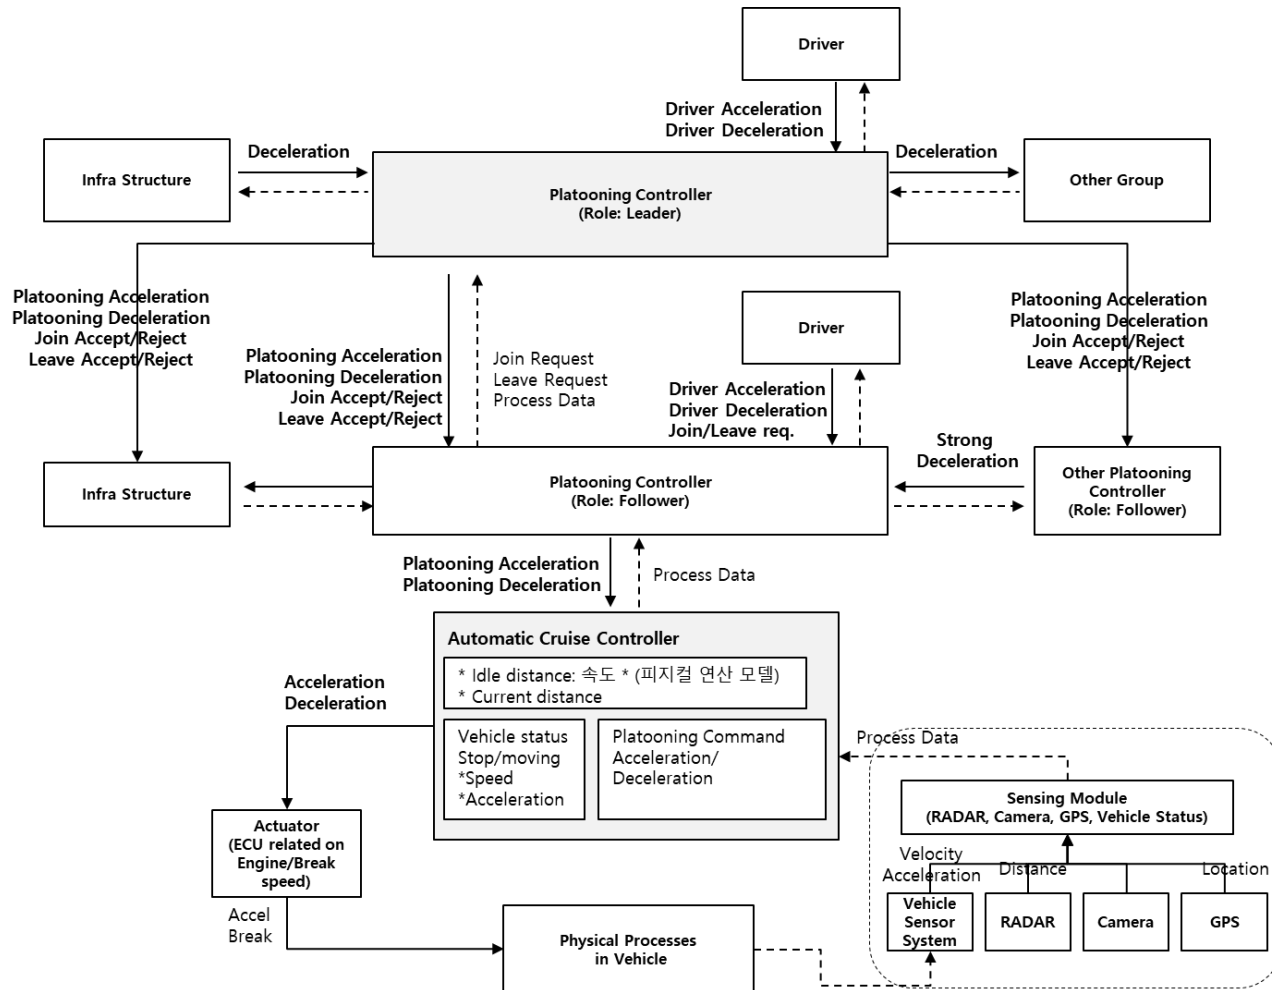 Driver
Driver Acceleration
Driver Deceleration
Infra Structure
Deceleration
Platooning Controller
(Role: Leader)
Deceleration
Other Group
Platooning Acceleration
Platooning Deceleration
Join Accept/Reject
Leave Accept/Reject
Platooning Acceleration
Platooning Deceleration
Join Accept/Reject
Leave Accept/Reject
Join Request
Leave Request
Process Data
Driver
Driver Acceleration
Driver Deceleration
Join/Leave req.
Platooning Acceleration
Platooning Deceleration
Join Accept/Reject
Leave Accept/Reject
Infra Structure
Platooning Controller
(Role: Follower)
Strong
Deceleration
Other Platooning
Controller
(Role: Follower)
Platooning Acceleration
Platooning Deceleration
Process Data
Automatic Cruise Controller
* Idle distance: 속도 * (피지컬 연산 모델)
* Current distance
Vehicle status
Stop/moving
*Speed
*Acceleration
Platooning Command
Acceleration/
Deceleration
Acceleration
Deceleration
Actuator
(ECU related on
Engine/Break
speed)
Accel
Break
Physical Processes
in Vehicle
Process Data
Sensing Module
(RADAR, Camera, GPS, Vehicle Status)
Velocity
Acceleration
Distance
Location
Vehicle
Sensor
System
RADAR
Camera
GPS